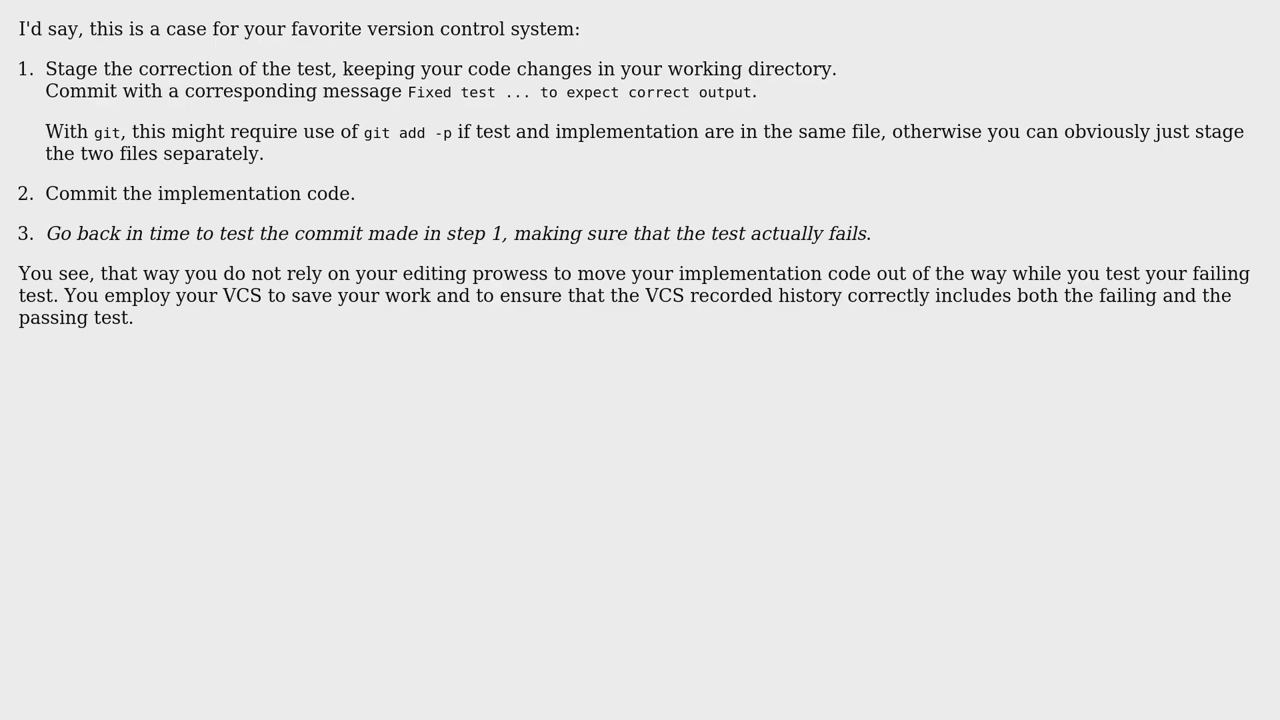 I'd say, this is a case for your favorite version control system:
1. Stage the correction of the test, keeping your code changes in your working directory.
Commit with a corresponding message Fixed test ... to expect correct output.
With git, this might require use of git add -p if test and implementation are in the same file, otherwise you can obviously just stage
the two files separately.
2. Commit the implementation code.
3. Go back in time to test the commit made in step 1, making sure that the test actually fails.
You see, that way you do not rely on your editing prowess to move your implementation code out of the way while you test your failing
test. You employ your VCS to save your work and to ensure that the VCS recorded history correctly includes both the failing and the
passing test.